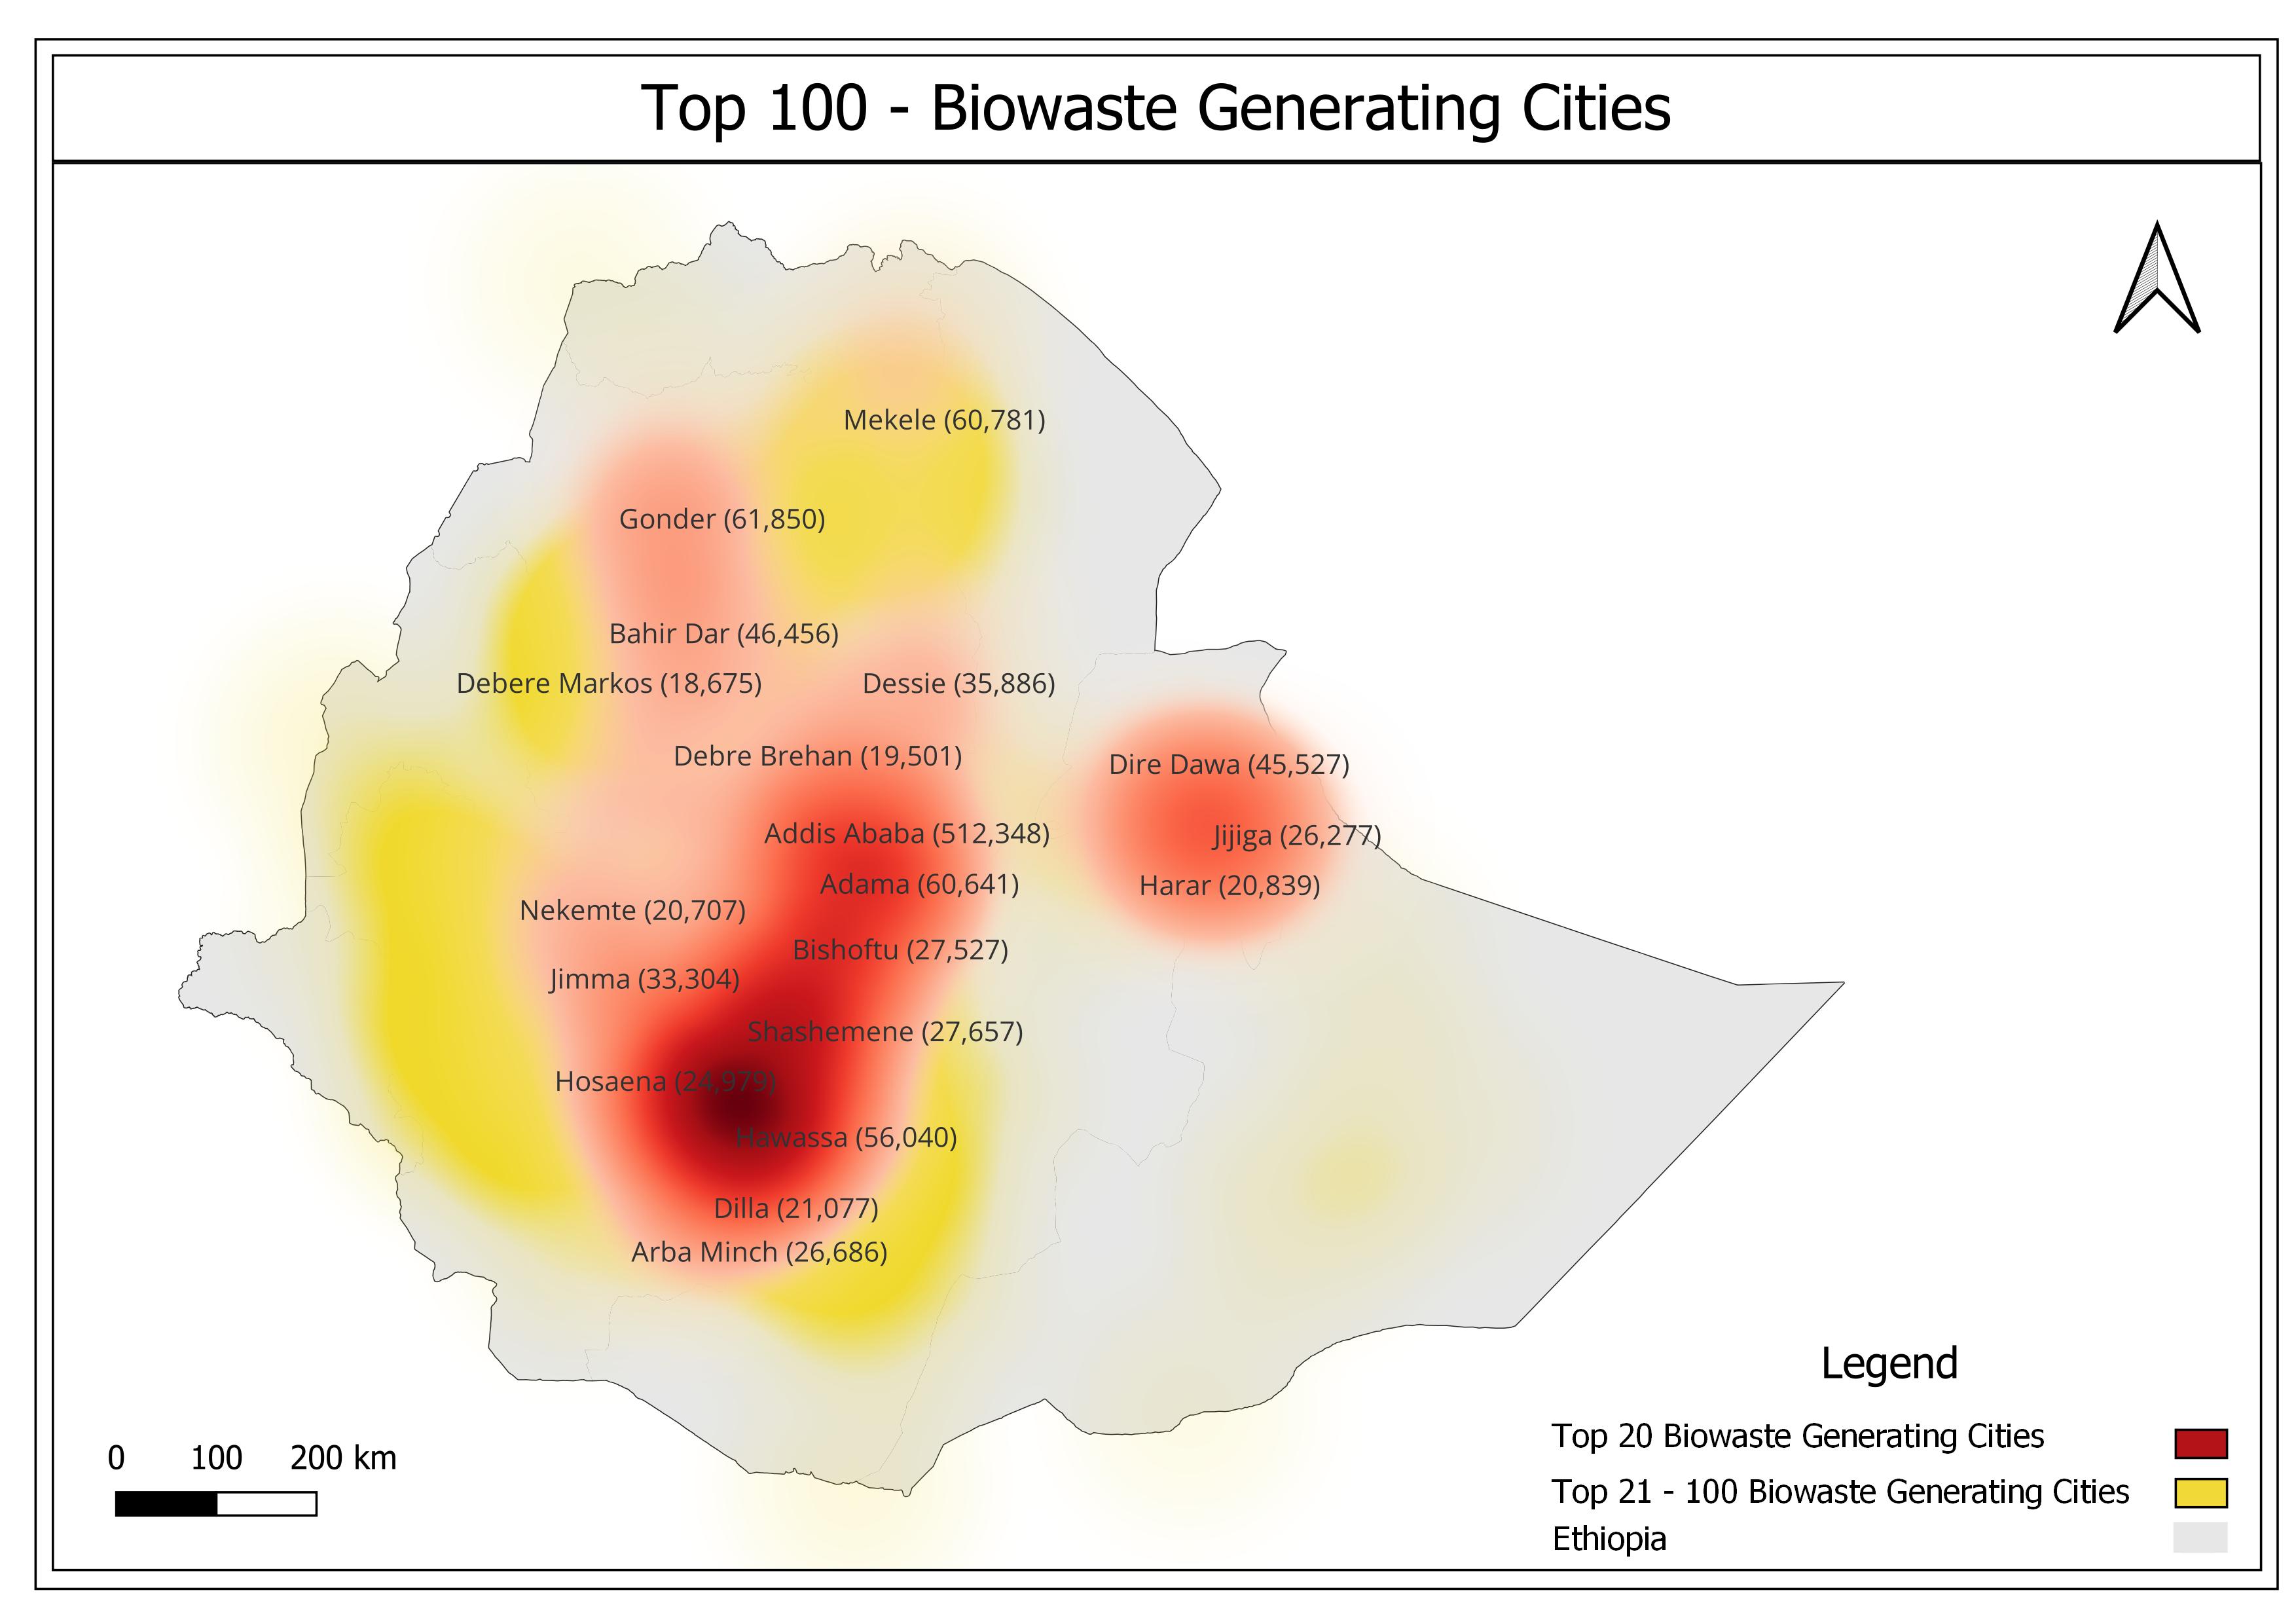 Top 100 - Biowaste Generating Cities
Mekele (60,781)
Gonder (61,850)
Bahir Dar (46,456)
Debere Markos (18,675)
Dessie (35,886)
Debre Brehan (19,501)
Dire Dawa (45,527)
Addis Ababa (512,348)
Jijiga (26,277)
Adama (60,641)
Harar (20,839)
Nekemte (20,707)
Bishoftu (27,527)
Jimma (33,304)
Shashemene (27,657)
Hosaena (24,979)
Hawassa (56,040)
Dilla (21,077)
Arba Minch (26,686)
Legend
Top 20 Biowaste Generating Cities
Top 21 - 100 Biowaste Generating Cities
Ethiopia
0 100 200 km